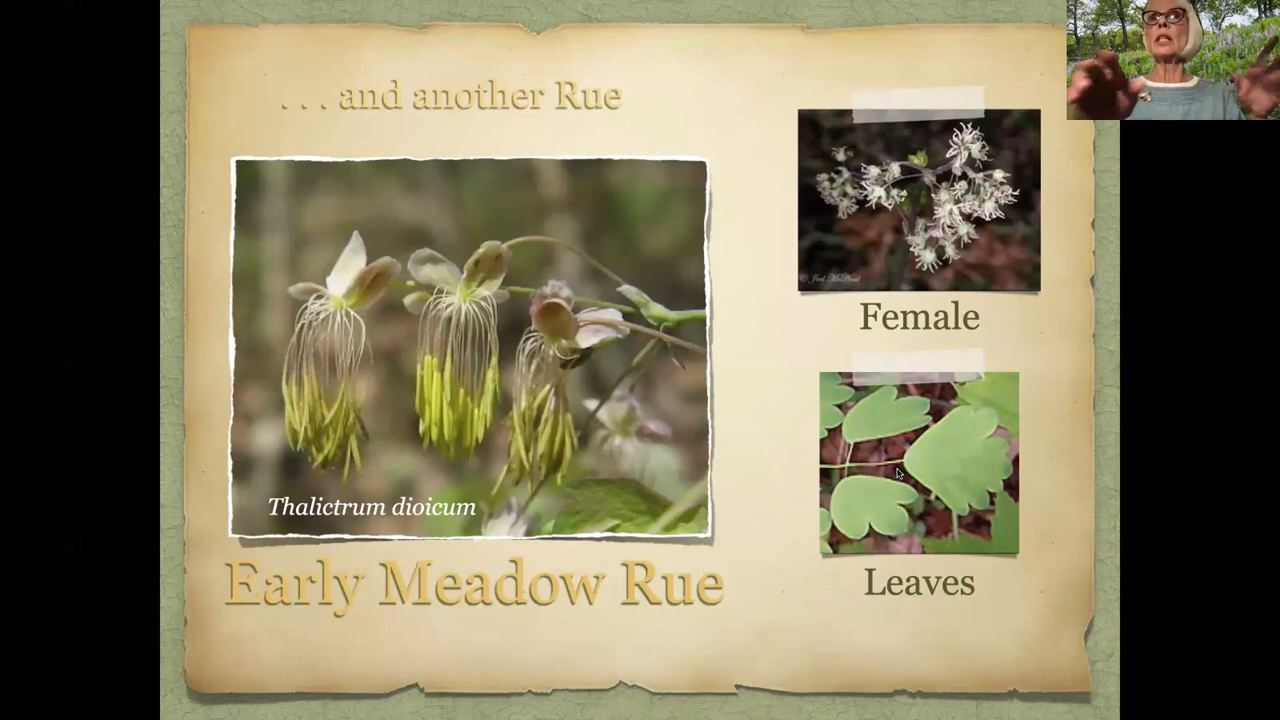 . . . and another Rue
Thalictrum dioicum
Early Meadow Rue
Female
Leaves